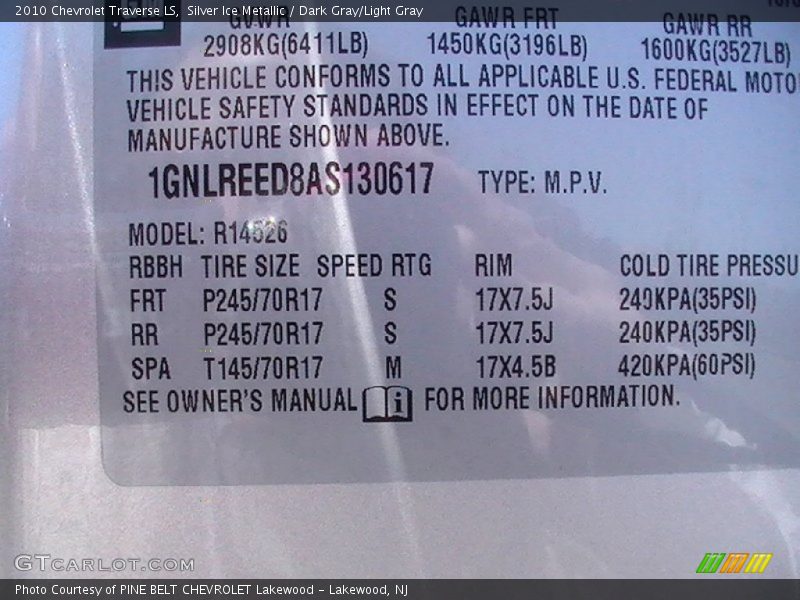 2010 Chevrolet Traverse LS, Silver Ice Metallic / Dark Gray/Light Gray
GVWR GAWR FRT GAWR RR
2908KG(6411LB) 1450KG(3196LB) 1600KG(3527LB)
THIS VEHICLE CONFORMS TO ALL APPLICABLE U.S. FEDERAL MOTO
VEHICLE SAFETY STANDARDS IN EFFECT ON THE DATE OF
MANUFACTURE SHOWN ABOVE.
1GNLREED8AS130617 TYPE: M.P.V.
MODEL: R14526
RBBH TIRE SIZE SPEED RTG RIM COLD TIRE PRESSU
FRT P245/70R17 S 17X7.5J 240KPA(35PSI)
RR P245/70R17 S 17X7.5J 240KPA(35PSI)
SPA T145/70R17 M 17X4.5B 420KPA(60PSI)
SEE OWNER'S MANUAL i FOR MORE INFORMATION.
GTCARLOT.COM
Photo Courtesy of PINE BELT CHEVROLET Lakewood - Lakewood, NJ